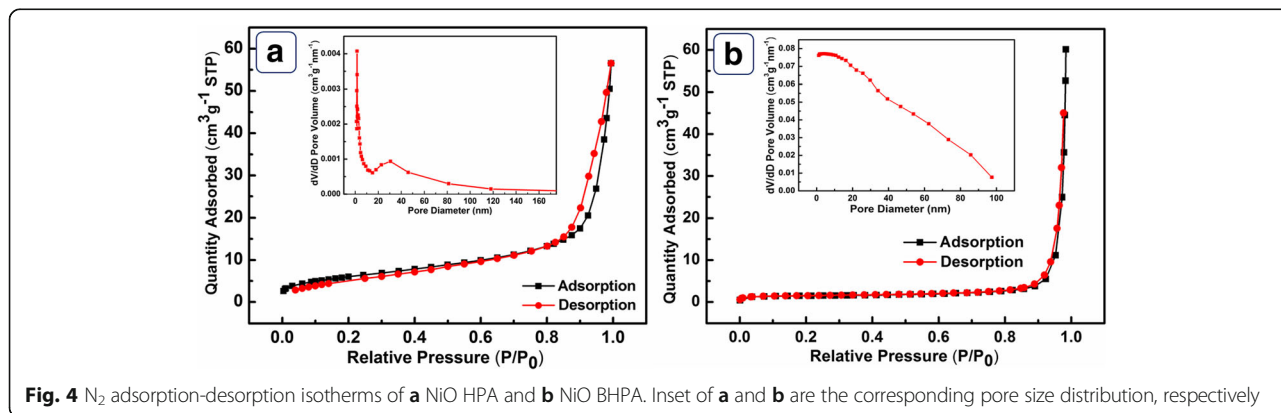 a
60
50
40
30
20
10
0
Quantity Adsorbed (cm³g⁻¹ STP)
0.0 0.2 0.4 0.6 0.8 1.0
Relative Pressure (P/P₀)
Adsorption
Desorption
0.004
0.003
0.002
0.001
0.000
dV/dD Pore Volume (cm³g⁻¹nm⁻¹)
0 20 40 60 80 100 120 140 160
Pore Diameter (nm)
b
60
50
40
30
20
10
0
Quantity Adsorbed (cm³g⁻¹ STP)
0.0 0.2 0.4 0.6 0.8 1.0
Relative Pressure (P/P₀)
Adsorption
Desorption
0.08
0.07
0.06
0.05
0.04
0.03
0.02
0.01
0.00
dV/dD Pore Volume (cm³g⁻¹nm⁻¹)
0 20 40 60 80 100
Pore Diameter (nm)
Fig. 4 N₂ adsorption-desorption isotherms of a NiO HPA and b NiO BHPA. Inset of a and b are the corresponding pore size distribution, respectively